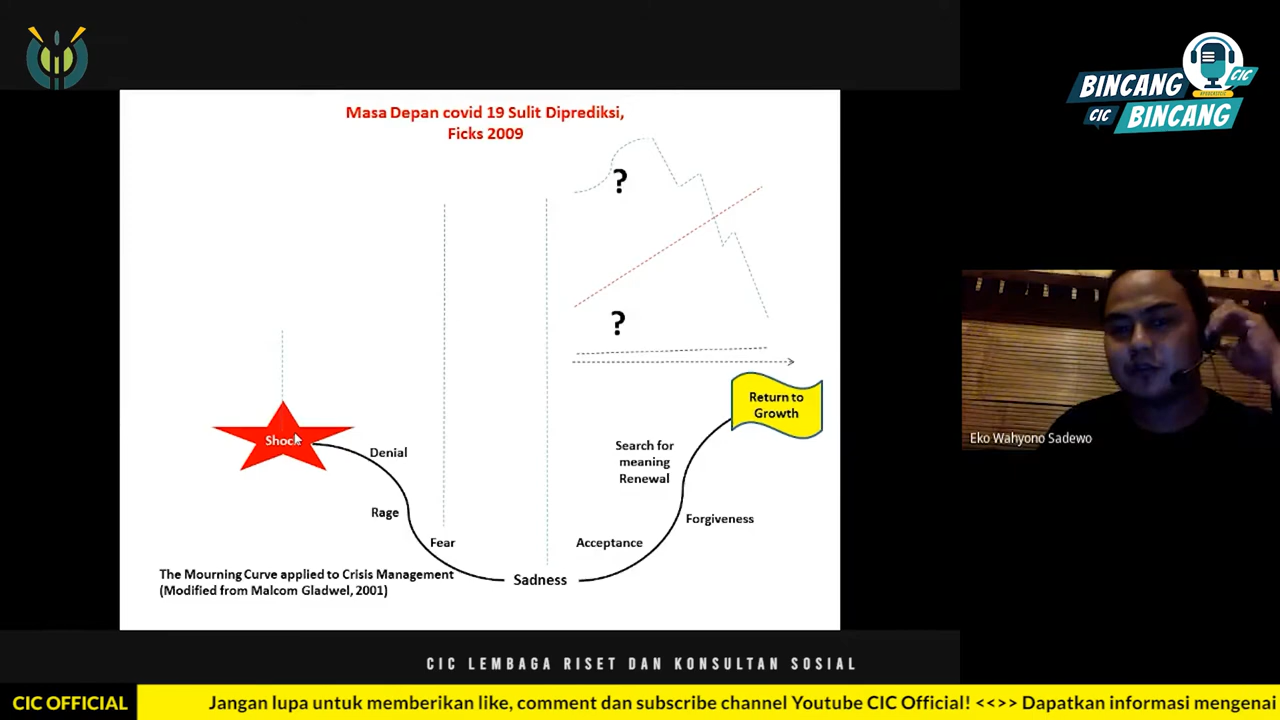 BINCANG
CIC
#PODCASTCIC
CIC
BINCANG
Masa Depan covid 19 Sulit Diprediksi,
Ficks 2009
?
?
Return to
Growth
Shock
Denial
Search for
meaning
Renewal
Rage
Forgiveness
Fear
Acceptance
Sadness
The Mourning Curve applied to Crisis Management
(Modified from Malcom Gladwel, 2001)
Eko Wahyono Sadewo
CIC LEMBAGA RISET DAN KONSULTAN SOSIAL
CIC OFFICIAL
Jangan lupa untuk memberikan like, comment dan subscribe channel Youtube CIC Official! <<>> Dapatkan informasi mengenai